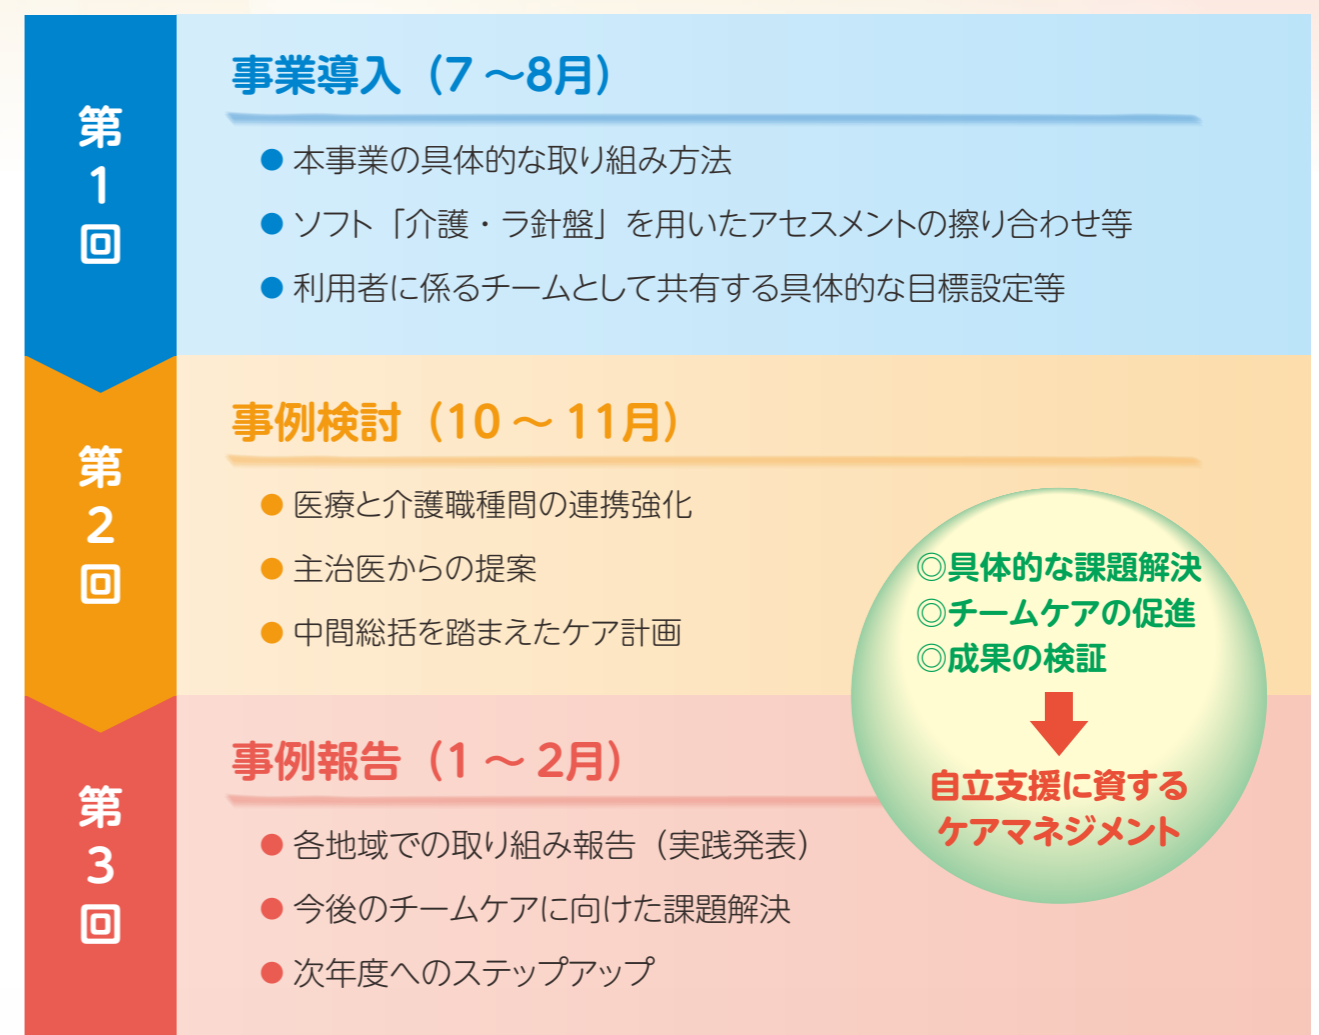 第1回
事業導入（7～8月）
●本事業の具体的な取り組み方法
●ソフト「介護・ラ針盤」を用いたアセスメントの擦り合わせ等
●利用者に係るチームとして共有する具体的な目標設定等
第2回
事例検討（10～11月）
●医療と介護職種間の連携強化
●主治医からの提案
●中間総括を踏まえたケア計画
◎具体的な課題解決
◎チームケアの促進
◎成果の検証
自立支援に資する
ケアマネジメント
第3回
事例報告（1～2月）
●各地域での取り組み報告（実践発表）
●今後のチームケアに向けた課題解決
●次年度へのステップアップ